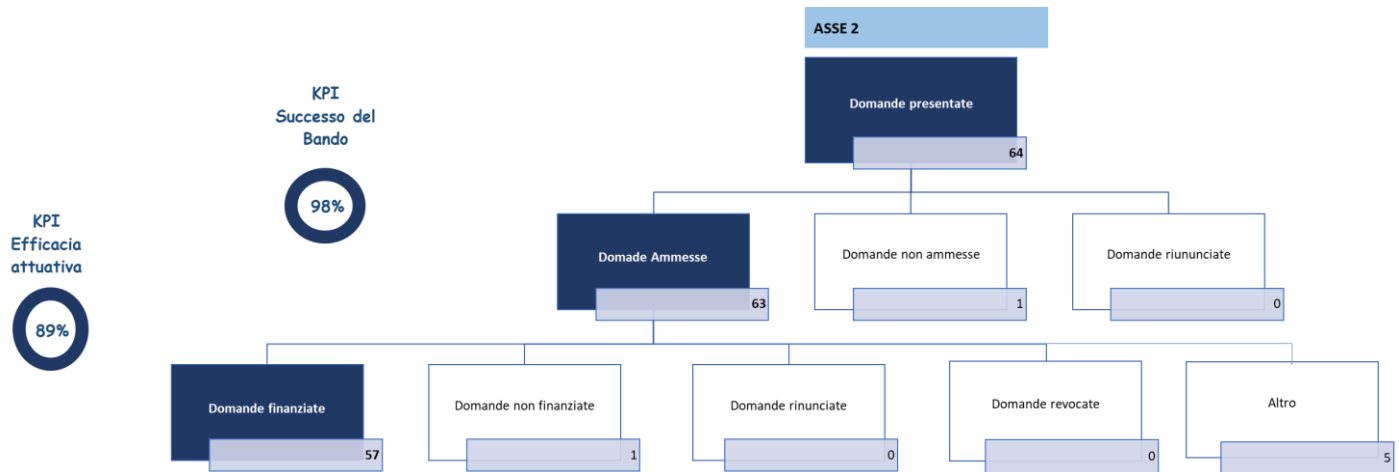 ASSE 2
Domande presentate
64
KPI
Successo del
Bando
98%
Domade Ammesse
63
Domande non ammesse
1
Domande riununciate
0
KPI
Efficacia
attuativa
89%
Domande finanziate
57
Domande non finanziate
1
Domande rinunciate
0
Domande revocate
0
Altro
5